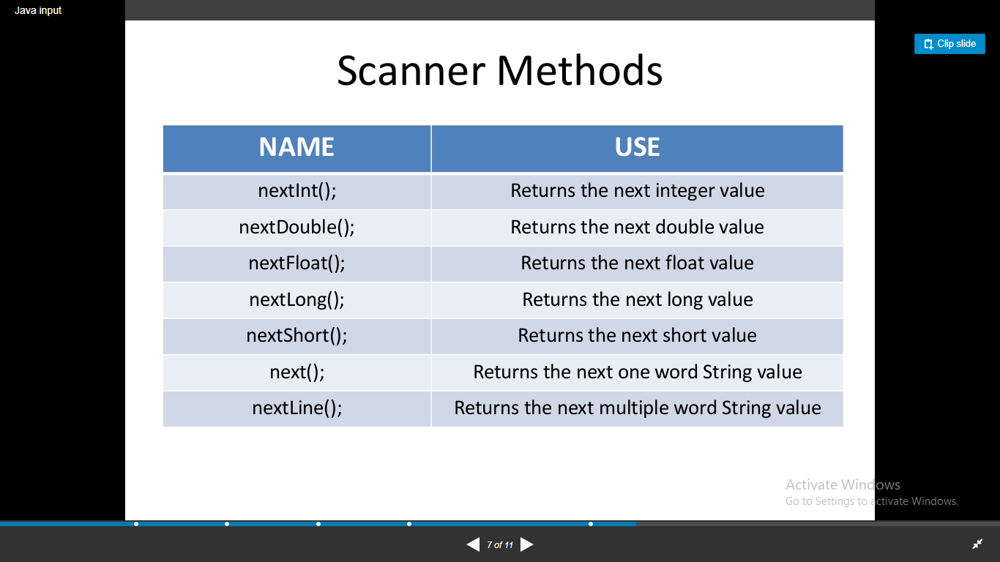 Java input
Clip slide
Scanner Methods
NAME USE
nextInt(); Returns the next integer value
nextDouble(); Returns the next double value
nextFloat(); Returns the next float value
nextLong(); Returns the next long value
nextShort(); Returns the next short value
next(); Returns the next one word String value
nextLine(); Returns the next multiple word String value
Activate Windows
Go to Settings to activate Windows.
7 of 11